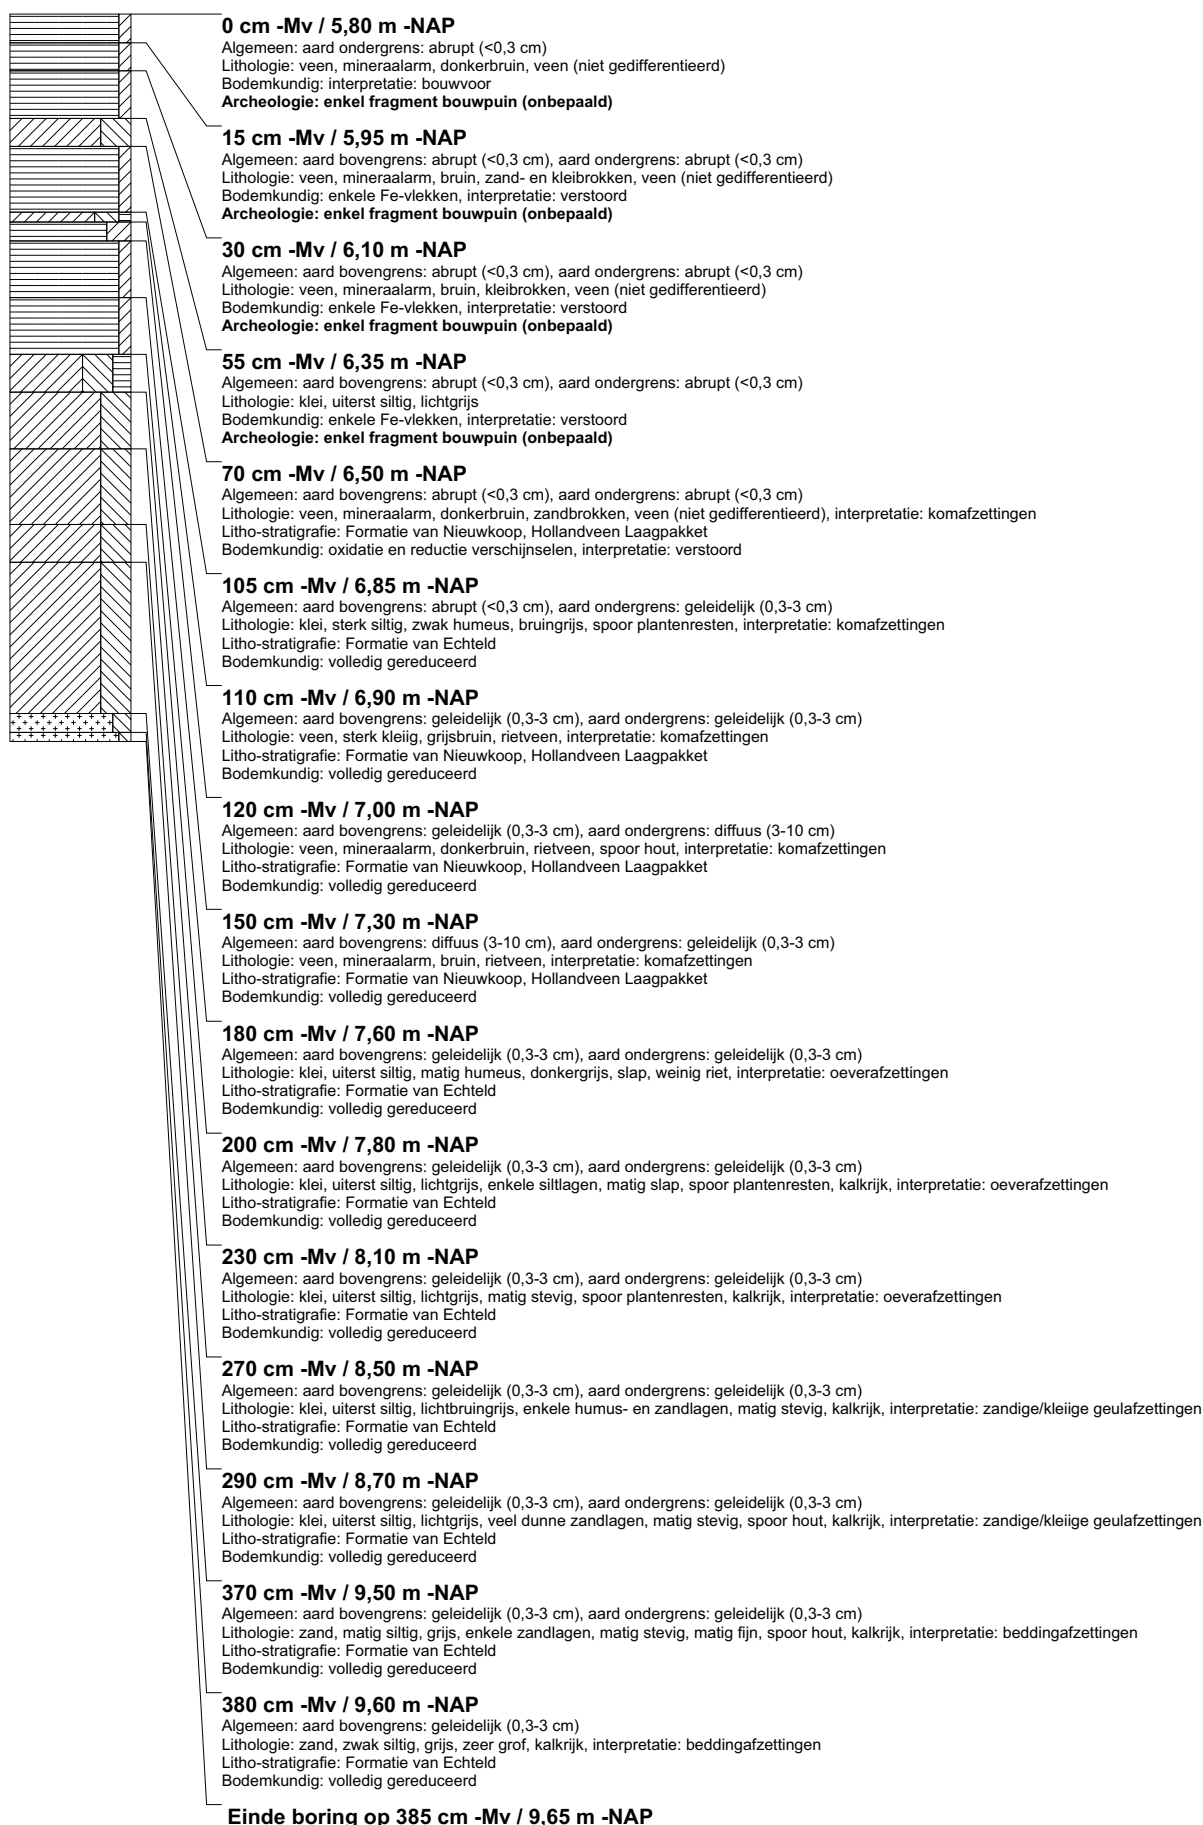 0 cm -Mv / 5,80 m -NAP
Algemeen: aard ondergrens: abrupt (<0,3 cm)
Lithologie: veen, mineraalarm, donkerbruin, veen (niet gedifferentieerd)
Bodemkundig: interpretatie: bouwvoor
Archeologie: enkel fragment bouwpuin (onbepaald)
15 cm -Mv / 5,95 m -NAP
Algemeen: aard bovengrens: abrupt (<0,3 cm), aard ondergrens: abrupt (<0,3 cm)
Lithologie: veen, mineraalarm, bruin, zand- en kleibrokken, veen (niet gedifferentieerd)
Bodemkundig: enkele Fe-vlekken, interpretatie: verstoord
Archeologie: enkel fragment bouwpuin (onbepaald)
30 cm -Mv / 6,10 m -NAP
Algemeen: aard bovengrens: abrupt (<0,3 cm), aard ondergrens: abrupt (<0,3 cm)
Lithologie: veen, mineraalarm, bruin, kleibrokken, veen (niet gedifferentieerd)
Bodemkundig: enkele Fe-vlekken, interpretatie: verstoord
Archeologie: enkel fragment bouwpuin (onbepaald)
55 cm -Mv / 6,35 m -NAP
Algemeen: aard bovengrens: abrupt (<0,3 cm), aard ondergrens: abrupt (<0,3 cm)
Lithologie: klei, uiterst siltig, lichtgrijs
Bodemkundig: enkele Fe-vlekken, interpretatie: verstoord
Archeologie: enkel fragment bouwpuin (onbepaald)
70 cm -Mv / 6,50 m -NAP
Algemeen: aard bovengrens: abrupt (<0,3 cm), aard ondergrens: abrupt (<0,3 cm)
Lithologie: veen, mineraalarm, donkerbruin, zandbrokken, veen (niet gedifferentieerd), interpretatie: komafzettingen
Litho-stratigrafie: Formatie van Nieuwkoop, Hollandveen Laagpakket
Bodemkundig: oxidatie en reductie verschijnselen, interpretatie: verstoord
105 cm -Mv / 6,85 m -NAP
Algemeen: aard bovengrens: abrupt (<0,3 cm), aard ondergrens: geleidelijk (0,3-3 cm)
Lithologie: klei, sterk siltig, zwak humeus, bruingrijs, spoor plantenresten, interpretatie: komafzettingen
Litho-stratigrafie: Formatie van Echteld
Bodemkundig: volledig gereduceerd
110 cm -Mv / 6,90 m -NAP
Algemeen: aard bovengrens: geleidelijk (0,3-3 cm), aard ondergrens: geleidelijk (0,3-3 cm)
Lithologie: veen, sterk kleiig, grijsbruin, rietveen, interpretatie: komafzettingen
Litho-stratigrafie: Formatie van Nieuwkoop, Hollandveen Laagpakket
Bodemkundig: volledig gereduceerd
120 cm -Mv / 7,00 m -NAP
Algemeen: aard bovengrens: geleidelijk (0,3-3 cm), aard ondergrens: diffuus (3-10 cm)
Lithologie: veen, mineraalarm, donkerbruin, rietveen, spoor hout, interpretatie: komafzettingen
Litho-stratigrafie: Formatie van Nieuwkoop, Hollandveen Laagpakket
Bodemkundig: volledig gereduceerd
150 cm -Mv / 7,30 m -NAP
Algemeen: aard bovengrens: diffuus (3-10 cm), aard ondergrens: geleidelijk (0,3-3 cm)
Lithologie: veen, mineraalarm, bruin, rietveen, interpretatie: komafzettingen
Litho-stratigrafie: Formatie van Nieuwkoop, Hollandveen Laagpakket
Bodemkundig: volledig gereduceerd
180 cm -Mv / 7,60 m -NAP
Algemeen: aard bovengrens: geleidelijk (0,3-3 cm), aard ondergrens: geleidelijk (0,3-3 cm)
Lithologie: klei, uiterst siltig, matig humeus, donkergrijs, slap, weinig riet, interpretatie: oeverafzettingen
Litho-stratigrafie: Formatie van Echteld
Bodemkundig: volledig gereduceerd
200 cm -Mv / 7,80 m -NAP
Algemeen: aard bovengrens: geleidelijk (0,3-3 cm), aard ondergrens: geleidelijk (0,3-3 cm)
Lithologie: klei, uiterst siltig, lichtgrijs, enkele siltlagen, matig slap, spoor plantenresten, kalkrijk, interpretatie: oeverafzettingen
Litho-stratigrafie: Formatie van Echteld
Bodemkundig: volledig gereduceerd
230 cm -Mv / 8,10 m -NAP
Algemeen: aard bovengrens: geleidelijk (0,3-3 cm), aard ondergrens: geleidelijk (0,3-3 cm)
Lithologie: klei, uiterst siltig, lichtgrijs, matig stevig, spoor plantenresten, kalkrijk, interpretatie: oeverafzettingen
Litho-stratigrafie: Formatie van Echteld
Bodemkundig: volledig gereduceerd
270 cm -Mv / 8,50 m -NAP
Algemeen: aard bovengrens: geleidelijk (0,3-3 cm), aard ondergrens: geleidelijk (0,3-3 cm)
Lithologie: klei, uiterst siltig, lichtbruingrijs, enkele humus- en zandlagen, matig stevig, kalkrijk, interpretatie: zandige/kleiige geulafzettingen
Litho-stratigrafie: Formatie van Echteld
Bodemkundig: volledig gereduceerd
290 cm -Mv / 8,70 m -NAP
Algemeen: aard bovengrens: geleidelijk (0,3-3 cm), aard ondergrens: geleidelijk (0,3-3 cm)
Lithologie: klei, uiterst siltig, lichtgrijs, veel dunne zandlagen, matig stevig, spoor hout, kalkrijk, interpretatie: zandige/kleiige geulafzettingen
Litho-stratigrafie: Formatie van Echteld
Bodemkundig: volledig gereduceerd
370 cm -Mv / 9,50 m -NAP
Algemeen: aard bovengrens: geleidelijk (0,3-3 cm), aard ondergrens: geleidelijk (0,3-3 cm)
Lithologie: zand, matig siltig, grijs, enkele zandlagen, matig stevig, matig fijn, spoor hout, kalkrijk, interpretatie: beddingafzettingen
Litho-stratigrafie: Formatie van Echteld
Bodemkundig: volledig gereduceerd
380 cm -Mv / 9,60 m -NAP
Algemeen: aard bovengrens: geleidelijk (0,3-3 cm)
Lithologie: zand, zwak siltig, grijs, zeer grof, kalkrijk, interpretatie: beddingafzettingen
Litho-stratigrafie: Formatie van Echteld
Bodemkundig: volledig gereduceerd
Einde boring op 385 cm -Mv / 9,65 m -NAP